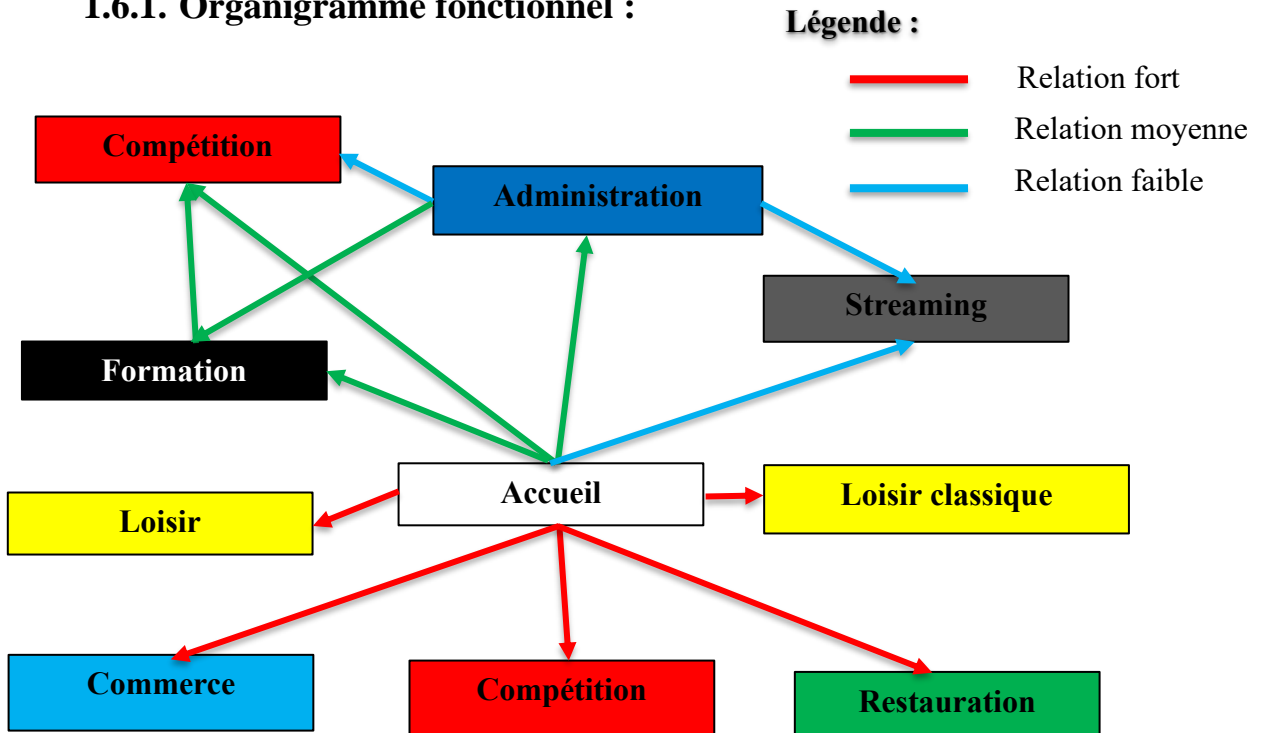 1.6.1. Organigramme fonctionnel :
Légende :
Relation fort
Relation moyenne
Relation faible
Compétition
Administration
Streaming
Formation
Accueil
Loisir classique
Loisir
Commerce
Compétition
Restauration